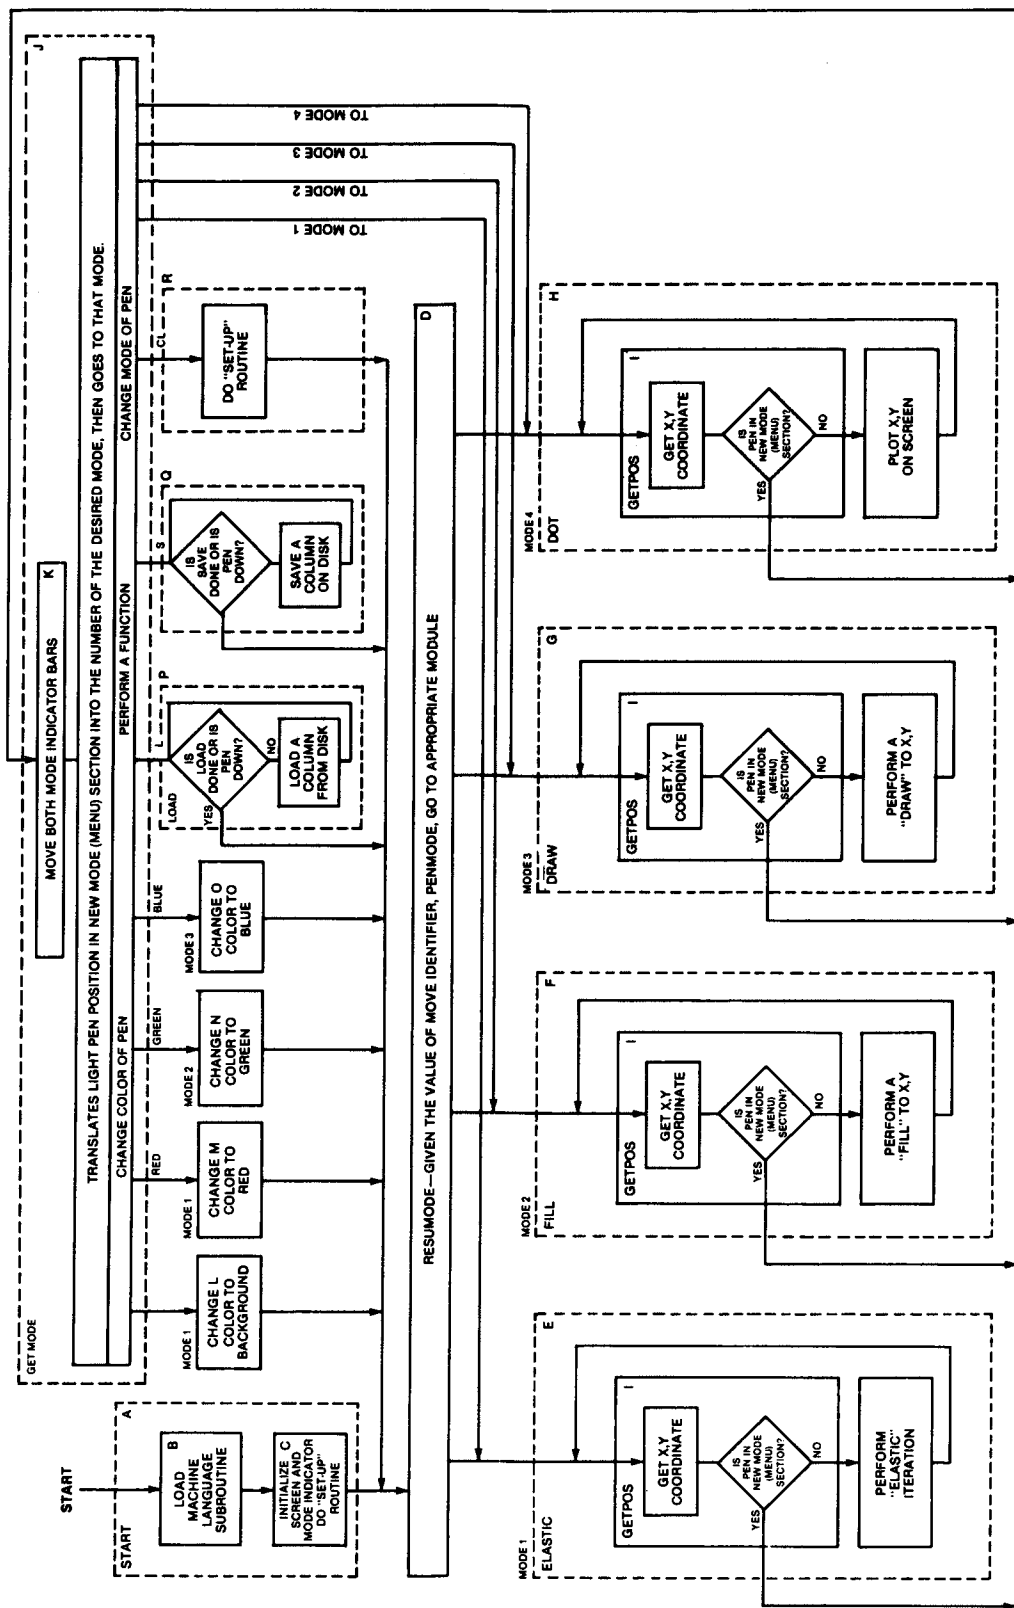 START
START
A
B
LOAD
MACHINE
LANGUAGE
SUBROUTINE
INITIALIZE C
SCREEN AND
MODE INDICATOR
DO "SET-UP"
ROUTINE
GET MODE
J
MOVE BOTH MODE INDICATOR BARS
K
TRANSLATES LIGHT PEN POSITION IN NEW MODE (MENU) SECTION INTO THE NUMBER OF THE DESIRED MODE, THEN GOES TO THAT MODE.
CHANGE COLOR OF PEN
PERFORM A FUNCTION
CHANGE MODE OF PEN
MODE 1
CHANGE L
COLOR TO
BACKGROUND
RED
MODE 1
CHANGE M
COLOR TO
RED
GREEN
MODE 2
CHANGE N
COLOR TO
GREEN
BLUE
MODE 3
CHANGE O
COLOR TO
BLUE
L
P
LOAD
IS
LOAD
DONE OR IS
PEN
DOWN?
YES
NO
LOAD A
COLUMN
FROM DISK
S
Q
IS
SAVE
DONE OR IS
PEN
DOWN?
SAVE A
COLUMN
ON DISK
CL
R
DO "SET-UP"
ROUTINE
TO MODE 1
TO MODE 2
TO MODE 3
TO MODE 4
RESUMODE—GIVEN THE VALUE OF MOVE IDENTIFIER, PENMODE, GO TO APPROPRIATE MODULE
D
MODE 1
ELASTIC
E
GETPOS
I
GET X,Y
COORDINATE
IS
PEN IN
NEW MODE
(MENU)
SECTION?
YES
NO
PERFORM
"ELASTIC"
ITERATION
MODE 2
FILL
F
GETPOS
I
GET X,Y
COORDINATE
IS
PEN IN
NEW MODE
(MENU)
SECTION?
YES
NO
PERFORM A
"FILL" TO X,Y
MODE 3
DRAW
G
GETPOS
I
GET X,Y
COORDINATE
IS
PEN IN
NEW MODE
(MENU)
SECTION?
YES
NO
PERFORM A
"DRAW" TO X,Y
MODE 4
DOT
H
GETPOS
I
GET X,Y
COORDINATE
IS
PEN IN
NEW MODE
(MENU)
SECTION?
YES
NO
PLOT X,Y
ON SCREEN